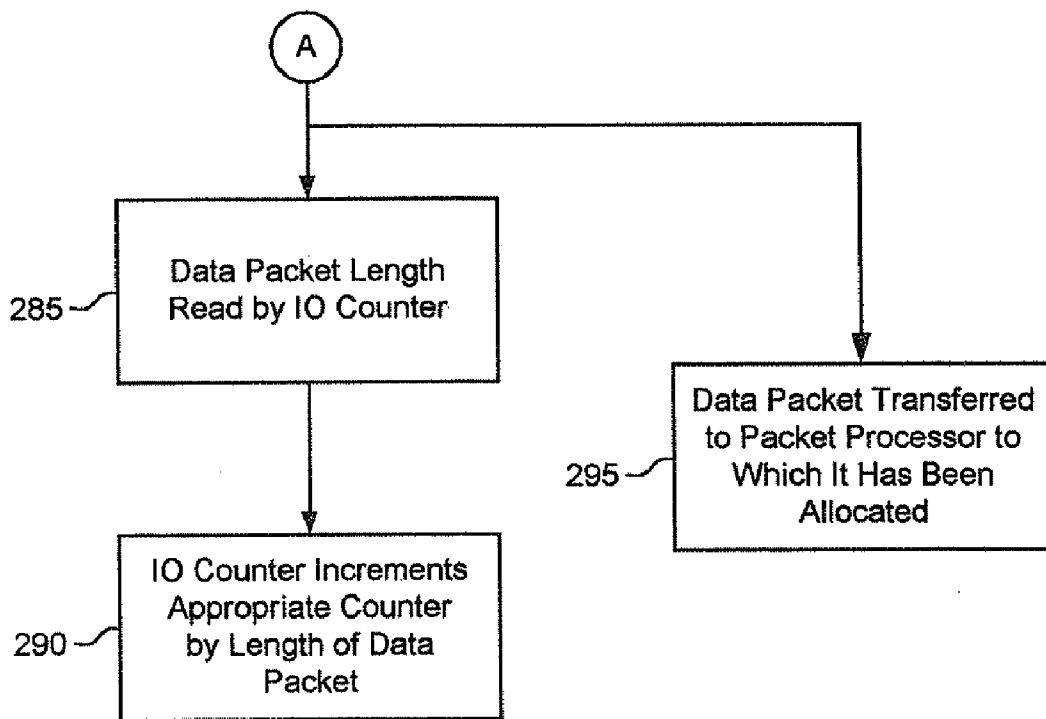 A
Data Packet Length
Read by IO Counter
285
Data Packet Transferred
to Packet Processor to
Which It Has Been
Allocated
295
IO Counter Increments
Appropriate Counter
by Length of Data
Packet
290